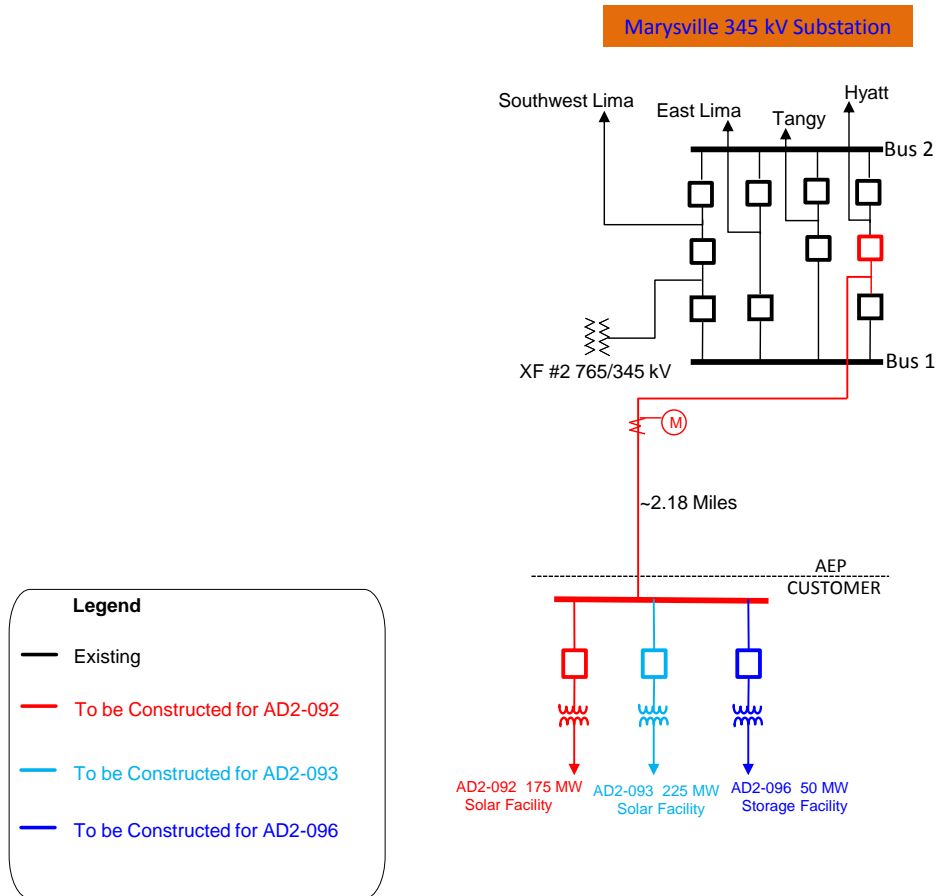 Marysville 345 kV Substation
Hyatt
Southwest Lima
East Lima
Tangy
Bus 2
XF #2 765/345 kV
Bus 1
M
~2.18 Miles
AEP
CUSTOMER
Legend
Existing
To be Constructed for AD2-092
To be Constructed for AD2-093
To be Constructed for AD2-096
AD2-092 175 MW
Solar Facility
AD2-093 225 MW
Solar Facility
AD2-096 50 MW
Storage Facility